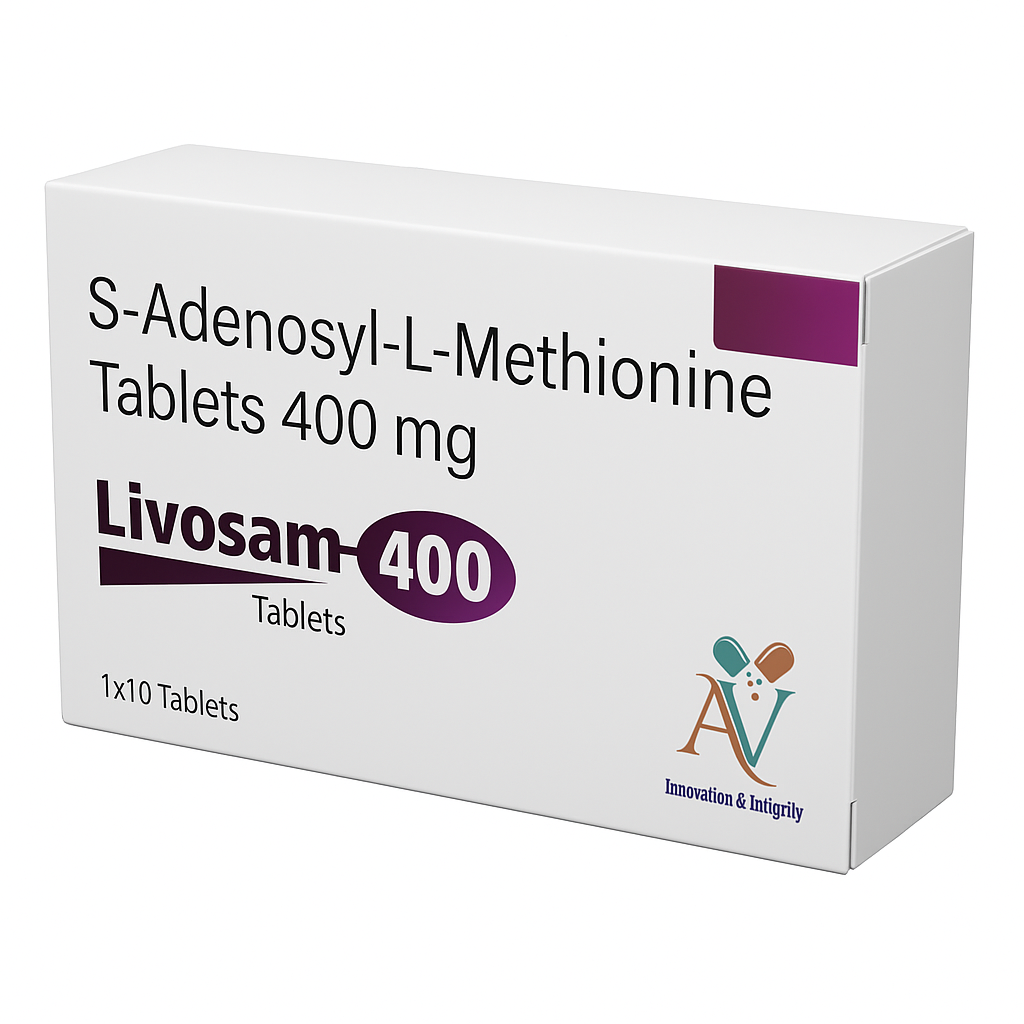 S-Adenosyl-L-Methionine
Tablets 400 mg
Livosam-400
Tablets
1x10 Tablets
AV
Innovation & Intigrily